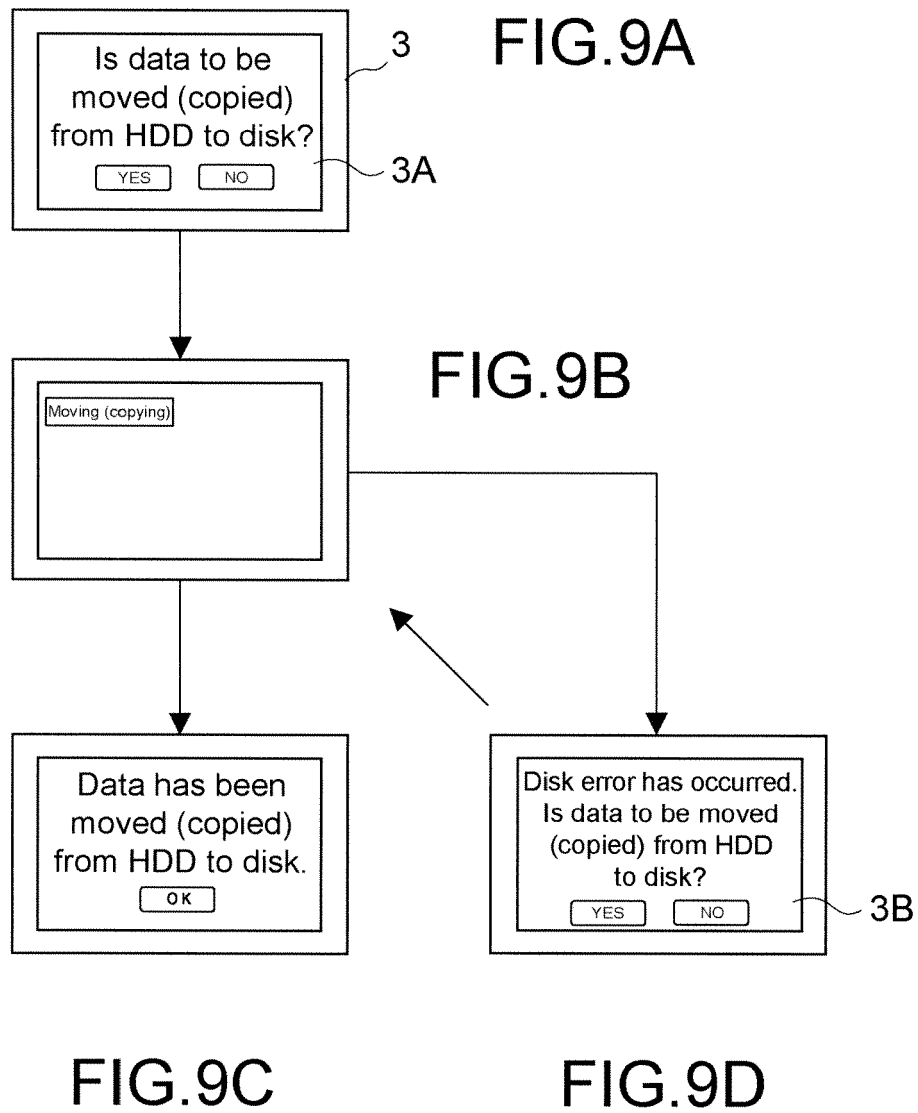 FIG.9A
3
Is data to be
moved (copied)
from HDD to disk?
YES NO
3A
FIG.9B
Moving (copying)
Data has been
moved (copied)
from HDD to disk.
OK
Disk error has occurred.
Is data to be moved
(copied) from HDD
to disk?
YES NO
3B
FIG.9C
FIG.9D